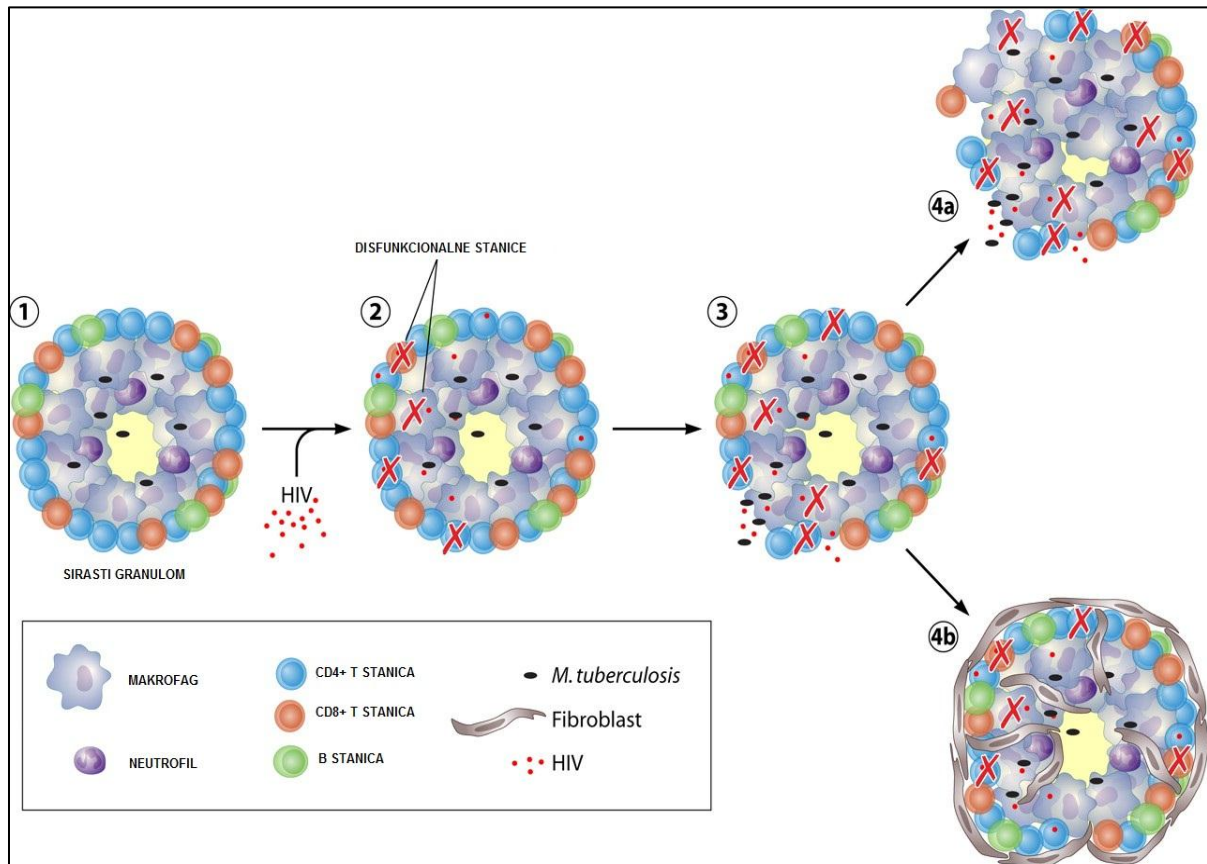 4a
DISFUNKCIONALNE STANICE
1
2
3
HIV
SIRASTI GRANULOM
4b
MAKROFAG
CD4+ T STANICA
M.tuberculosis
CD8+ T STANICA
Fibroblast
NEUTROFIL
B STANICA
HIV